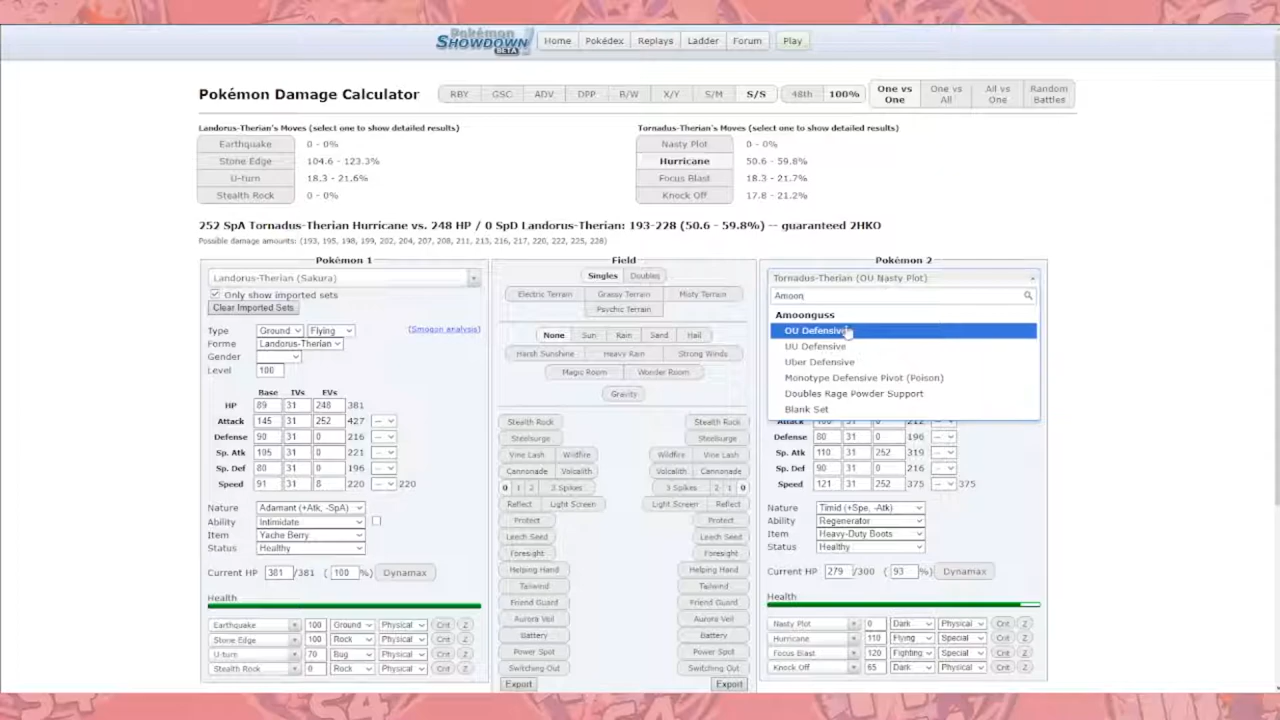 Pokémon SHOWDOWN BETA Home Pokédex Replays Ladder Forum Play
Pokémon Damage Calculator RBY GSC ADV DPP B/W X/Y S/M S/S 48th 100% One vs One One vs All All vs One Random Battles
Landorus-Therian's Moves (select one to show detailed results) Tornadus-Therian's Moves (select one to show detailed results)
Earthquake 0 - 0% Nasty Plot 0 - 0%
Stone Edge 104.6 - 123.3% Hurricane 50.6 - 59.8%
U-turn 18.3 - 21.6% Focus Blast 18.3 - 21.7%
Stealth Rock 0 - 0% Knock Off 17.8 - 21.2%
252 SpA Tornadus-Therian Hurricane vs. 248 HP / 0 SpD Landorus-Therian: 193-228 (50.6 - 59.8%) -- guaranteed 2HKO
Possible damage amounts: (193, 195, 198, 199, 202, 204, 207, 208, 211, 213, 216, 217, 220, 222, 225, 228)
Pokémon 1
Landorus-Therian (Sakura)
Only show imported sets
Clear Imported Sets
Type Ground Flying (Smogon analysis)
Forme Landorus-Therian
Gender
Level 100
Base IVs EVs
HP 89 31 248 381
Attack 145 31 252 427 --
Defense 90 31 0 216 --
Sp. Atk 105 31 0 221 --
Sp. Def 80 31 0 196 --
Speed 91 31 8 220 -- 220
Nature Adamant (+Atk, -SpA)
Ability Intimidate
Item Yache Berry
Status Healthy
Current HP 381 /381 ( 100 %) Dynamax
Health
Earthquake 100 Ground Physical Crit Z
Stone Edge 100 Rock Physical Crit Z
U-turn 70 Bug Physical Crit Z
Stealth Rock 0 Rock Physical Crit Z
Field
Singles Doubles
Electric Terrain Grassy Terrain Misty Terrain
Psychic Terrain
None Sun Rain Sand Hail
Harsh Sunshine Heavy Rain Strong Winds
Magic Room Wonder Room
Gravity
Stealth Rock Stealth Rock
Steelsurge Steelsurge
Vine Lash Wildfire Wildfire Vine Lash
Cannonade Volcalith Volcalith Cannonade
0 1 2 3 Spikes 3 Spikes 2 1 0
Reflect Light Screen Light Screen Reflect
Protect Protect
Leech Seed Leech Seed
Foresight Foresight
Helping Hand Helping Hand
Tailwind Tailwind
Friend Guard Friend Guard
Aurora Veil Aurora Veil
Battery Battery
Power Spot Power Spot
Switching Out Switching Out
Export Export
Pokémon 2
Tornadus-Therian (OU Nasty Plot)
Amoon
Amoonguss
OU Defensive
UU Defensive
Uber Defensive
Monotype Defensive Pivot (Poison)
Doubles Rage Powder Support
Blank Set
Attack 100 31 0 212 --
Defense 80 31 0 196 --
Sp. Atk 110 31 252 319 --
Sp. Def 90 31 0 216 --
Speed 121 31 252 375 -- 375
Nature Timid (+Spe, -Atk)
Ability Regenerator
Item Heavy-Duty Boots
Status Healthy
Current HP 279 /300 ( 93 %) Dynamax
Health
Nasty Plot 0 Dark Physical Crit Z
Hurricane 110 Flying Special Crit Z
Focus Blast 120 Fighting Special Crit Z
Knock Off 65 Dark Physical Crit Z